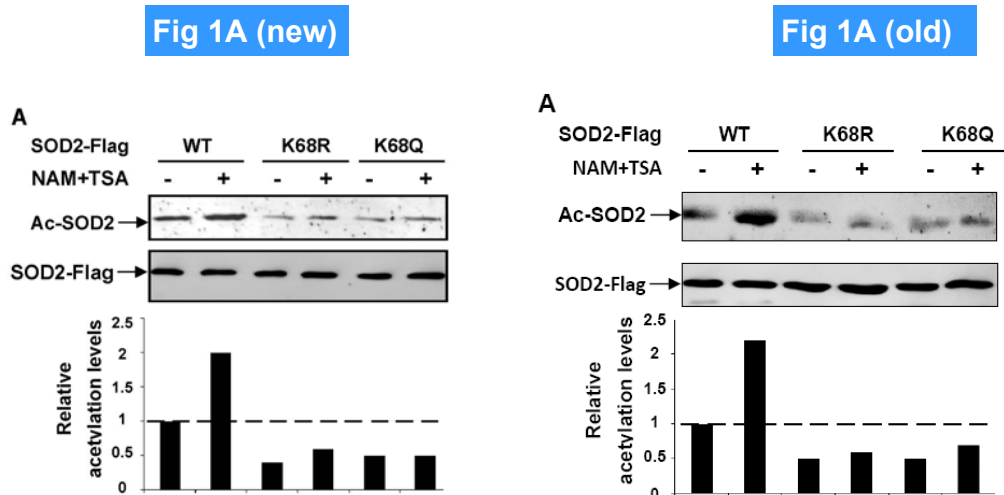 Fig 1A (new)
A
SOD2-Flag WT K68R K68Q
NAM+TSA - + - + - +
Ac-SOD2
SOD2-Flag
Relative
acetylation levels
2.5
2
1.5
1
0.5
0
Fig 1A (old)
A
SOD2-Flag WT K68R K68Q
NAM+TSA - + - + - +
Ac-SOD2
SOD2-Flag
Relative
acetylation levels
2.5
2
1.5
1
0.5
0